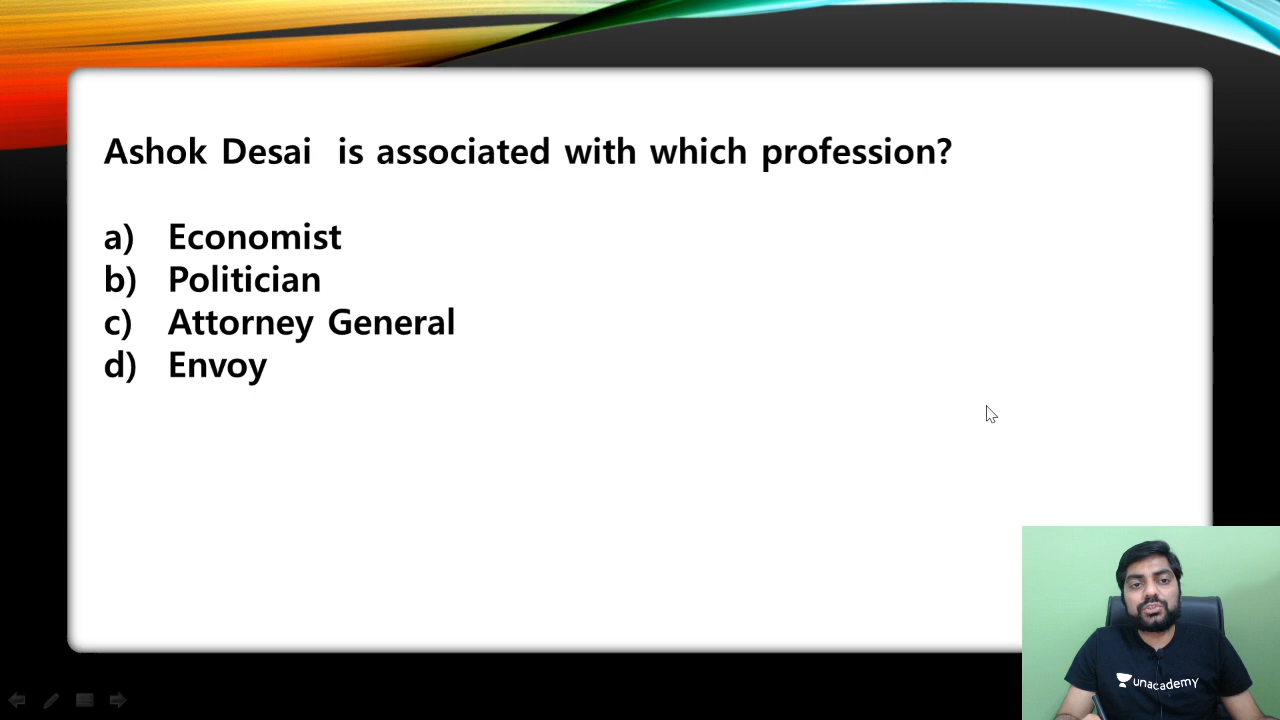 Ashok Desai is associated with which profession?
a) Economist
b) Politician
c) Attorney General
d) Envoy
unacademy